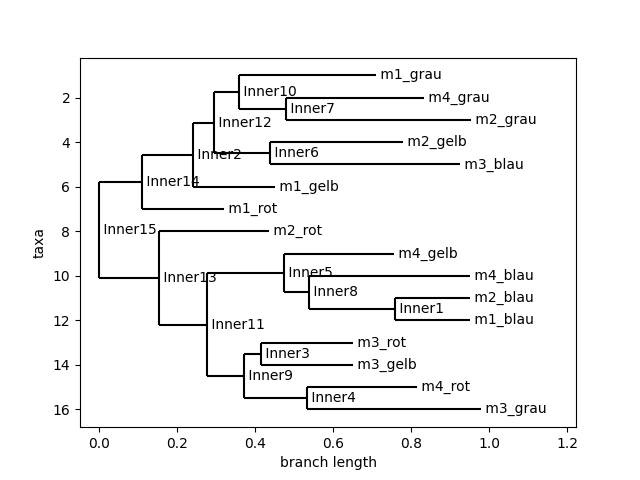 m1_grau
Inner10
m4_grau
2
Inner7
m2_grau
Inner12
4
m2_gelb
Inner6
Inner2
m3_blau
Inner14
6
m1_gelb
m1_rot
Inner15
8
m2_rot
taxa
m4_gelb
Inner5
10
Inner13
m4_blau
Inner8
m2_blau
Inner1
12
m1_blau
Inner11
m3_rot
Inner3
14
m3_gelb
Inner9
m4_rot
Inner4
16
m3_grau
0.0 0.2 0.4 0.6 0.8 1.0 1.2
branch length